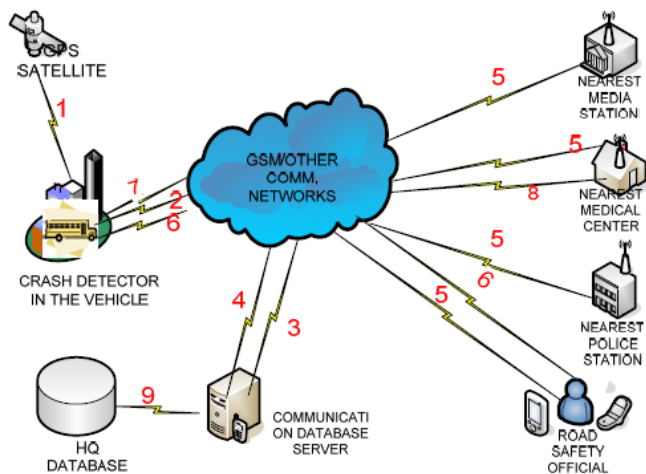 GPS
SATELLITE
1
5
NEAREST
MEDIA
STATION
GSM/OTHER
COMM,
NETWORKS
5
8
NEAREST
MEDICAL
CENTER
7
2
6
CRASH DETECTOR
IN THE VEHICLE
5
6
NEAREST
POLICE
STATION
4
3
5
9
HQ
DATABASE
COMMUNICATI
ON DATABASE
SERVER
ROAD
SAFETY
OFFICIAL